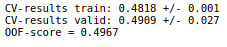 CV-results train: 0.4818 +/- 0.001
CV-results valid: 0.4909 +/- 0.027
OOF-score = 0.4967